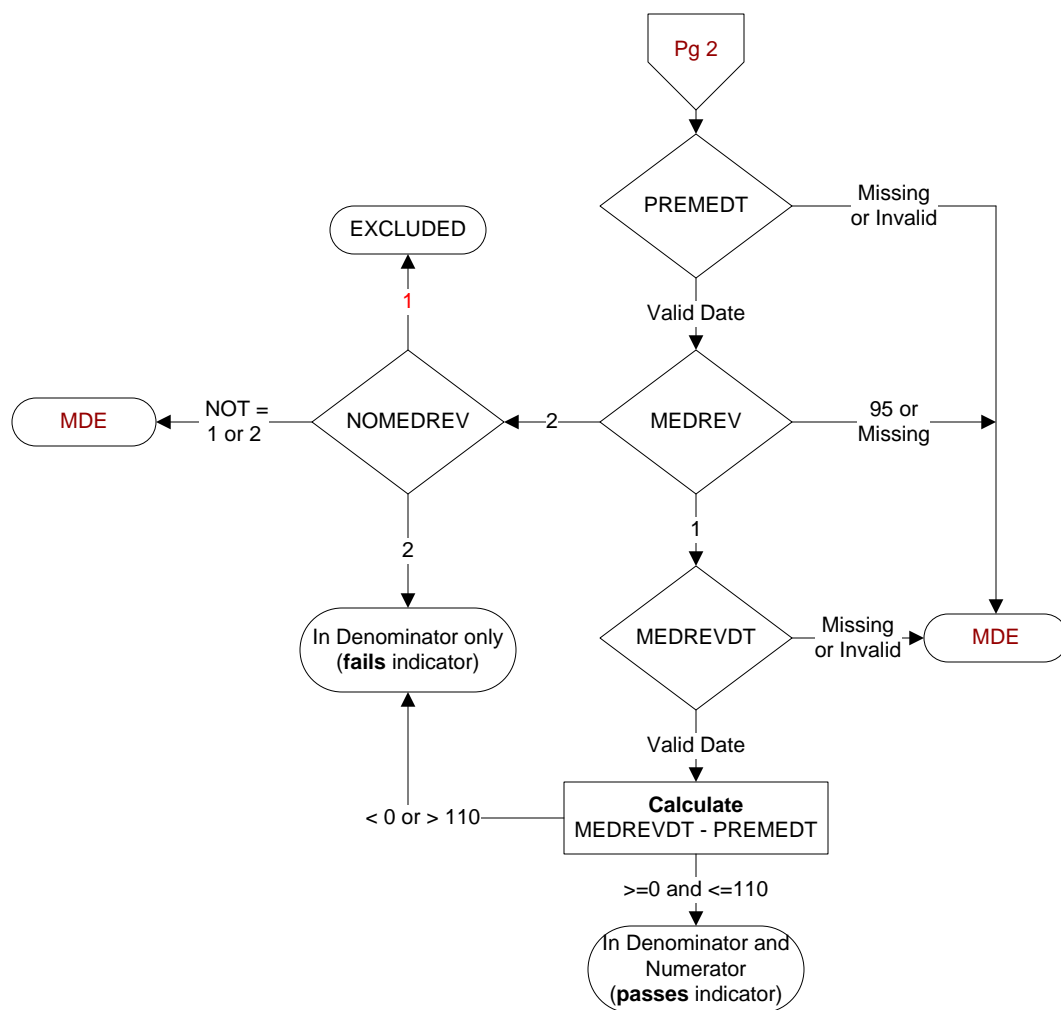 Pg 2
PREMEDT
Missing
or Invalid
EXCLUDED
1
Valid Date
MDE
NOT =
1 or 2
NOMEDREV
2
MEDREV
95 or
Missing
1
2
In Denominator only
(fails indicator)
MEDREVDT
Missing
or Invalid
MDE
Valid Date
< 0 or > 110
Calculate
MEDREVDT - PREMEDT
>=0 and <=110
In Denominator and
Numerator
(passes indicator)